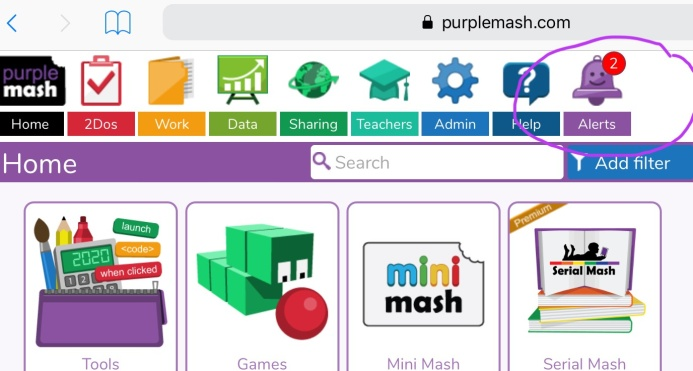 purplemash.com
purple
mash
2
Home
2Dos
Work
Data
Sharing
Teachers
Admin
Help
Alerts
?
Home
Search
Add filter
launch
<code>
when clicked
2020
Premium
mini
mash
Serial Mash
Tools
Games
Mini Mash
Serial Mash